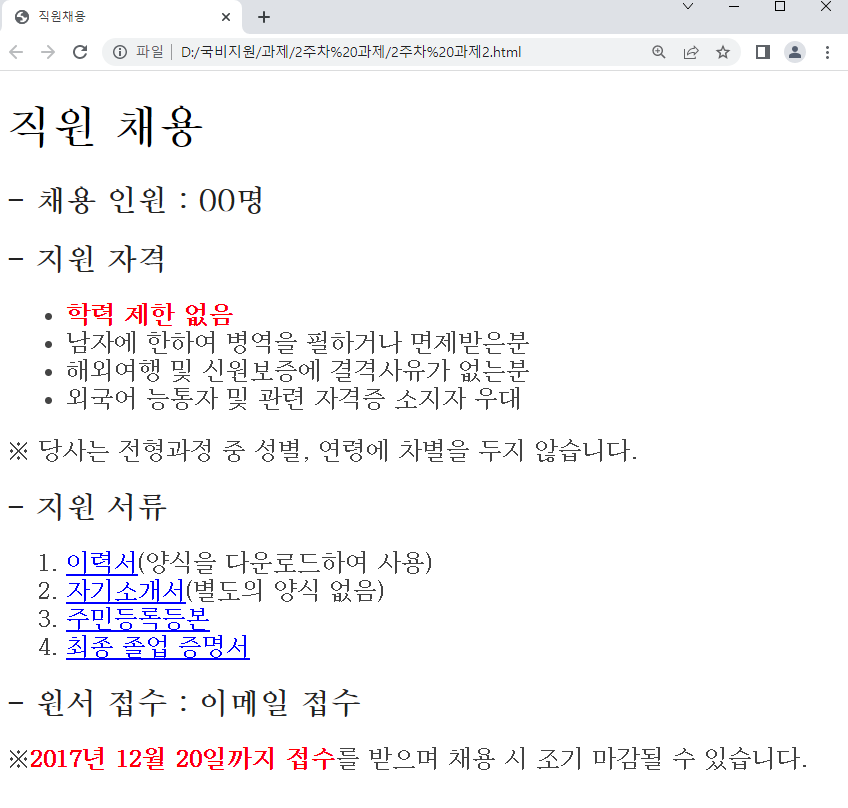 직원채용
파일 | D:/국비지원/과제/2주차%20과제/2주차%20과제2.html
직원 채용
- 채용 인원 : 00명
- 지원 자격
• 학력 제한 없음
• 남자에 한하여 병역을 필하거나 면제받은분
• 해외여행 및 신원보증에 결격사유가 없는분
• 외국어 능통자 및 관련 자격증 소지자 우대
※ 당사는 전형과정 중 성별, 연령에 차별을 두지 않습니다.
- 지원 서류
1. 이력서(양식을 다운로드하여 사용)
2. 자기소개서(별도의 양식 없음)
3. 주민등록등본
4. 최종 졸업 증명서
- 원서 접수 : 이메일 접수
※2017년 12월 20일까지 접수를 받으며 채용 시 조기 마감될 수 있습니다.